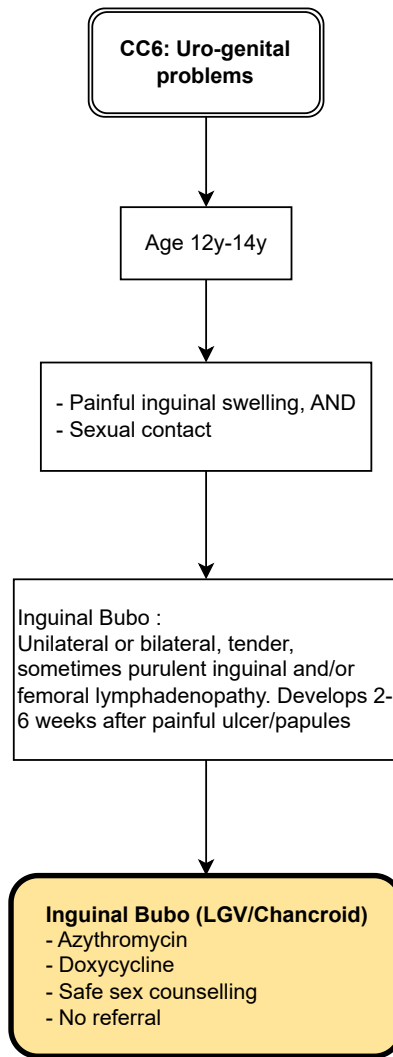 CC6: Uro-genital
problems
Age 12y-14y
- Painful inguinal swelling, AND
- Sexual contact
Inguinal Bubo :
Unilateral or bilateral, tender,
sometimes purulent inguinal and/or
femoral lymphadenopathy. Develops 2-
6 weeks after painful ulcer/papules
Inguinal Bubo (LGV/Chancroid)
- Azythromycin
- Doxycycline
- Safe sex counselling
- No referral